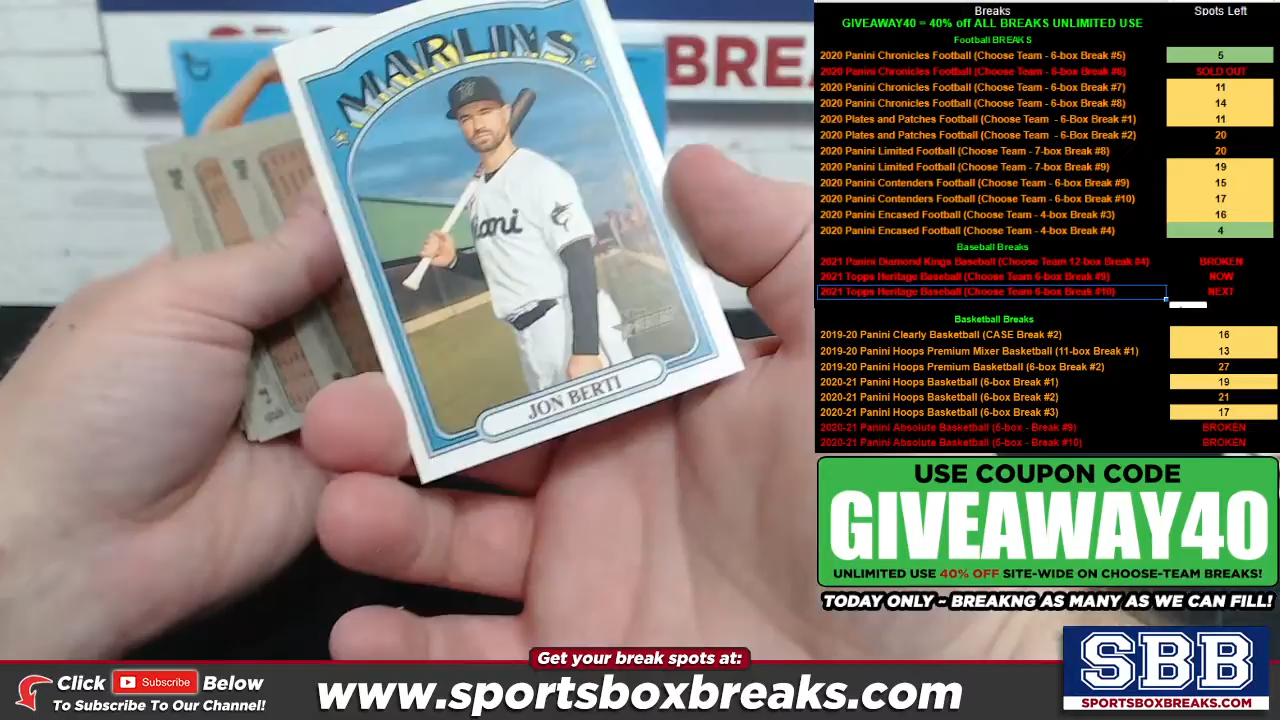 MARLINS
BREA
Miami
Heritage
JON BERTI
Breaks Spots Left
GIVEAWAY40 = 40% off ALL BREAKS UNLIMITED USE
Football BREAKS
2020 Panini Chronicles Football (Choose Team - 6-box Break #5) 5
2020 Panini Chronicles Football (Choose Team - 6-box Break #6) SOLD OUT
2020 Panini Chronicles Football (Choose Team - 6-box Break #7) 11
2020 Panini Chronicles Football (Choose Team - 6-box Break #8) 14
2020 Plates and Patches Football (Choose Team - 6-Box Break #1) 11
2020 Plates and Patches Football (Choose Team - 6-Box Break #2) 20
2020 Panini Limited Football (Choose Team - 7-box Break #8) 20
2020 Panini Limited Football (Choose Team - 7-box Break #9) 19
2020 Panini Contenders Football (Choose Team - 6-box Break #9) 15
2020 Panini Contenders Football (Choose Team - 6-box Break #10) 17
2020 Panini Encased Football (Choose Team - 4-box Break #3) 16
2020 Panini Encased Football (Choose Team - 4-box Break #4) 4
Baseball Breaks
2021 Panini Diamond Kings Baseball (Choose Team 12-box Break #4) BROKEN
2021 Topps Heritage Baseball (Choose Team 6-box Break #9) NOW
2021 Topps Heritage Baseball (Choose Team 6-box Break #10) NEXT
Basketball Breaks
2019-20 Panini Clearly Basketball (CASE Break #2) 16
2019-20 Panini Hoops Premium Mixer Basketball (11-box Break #1) 13
2019-20 Panini Hoops Premium Basketball (6-box Break #2) 27
2020-21 Panini Hoops Basketball (6-box Break #1) 19
2020-21 Panini Hoops Basketball (6-box Break #2) 21
2020-21 Panini Hoops Basketball (6-box Break #3) 17
2020-21 Panini Absolute Basketball (6-box - Break #9) BROKEN
2020-21 Panini Absolute Basketball (6-box - Break #10) BROKEN
USE COUPON CODE
GIVEAWAY40
UNLIMITED USE 40% OFF SITE-WIDE ON CHOOSE-TEAM BREAKS!
TODAY ONLY ~ BREAKNG AS MANY AS WE CAN FILL!
Get your break spots at:
Click Subscribe Below
To Subscribe To Our Channel!
www.sportsboxbreaks.com
SBB
SPORTSBOXBREAKS.COM